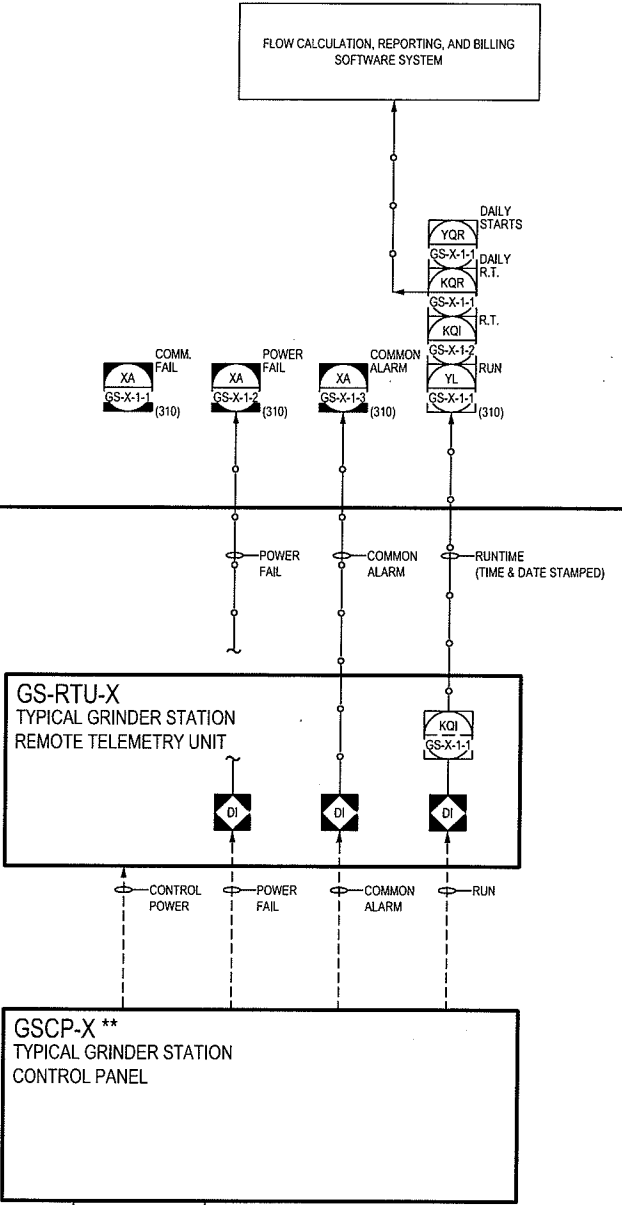 FLOW CALCULATION, REPORTING, AND BILLING
SOFTWARE SYSTEM
DAILY
STARTS
YQR
GS-X-1-1
DAILY
R.T.
KQR
GS-X-1-1
R.T.
KQI
GS-X-1-2
RUN
YL
GS-X-1-1
(310)
COMM.
FAIL
XA
GS-X-1-1
(310)
POWER
FAIL
XA
GS-X-1-2
(310)
COMMON
ALARM
XA
GS-X-1-3
(310)
POWER
FAIL
COMMON
ALARM
RUNTIME
(TIME & DATE STAMPED)
GS-RTU-X
TYPICAL GRINDER STATION
REMOTE TELEMETRY UNIT
KQI
GS-X-1-1
DI
DI
DI
CONTROL
POWER
POWER
FAIL
COMMON
ALARM
RUN
GSCP-X **
TYPICAL GRINDER STATION
CONTROL PANEL